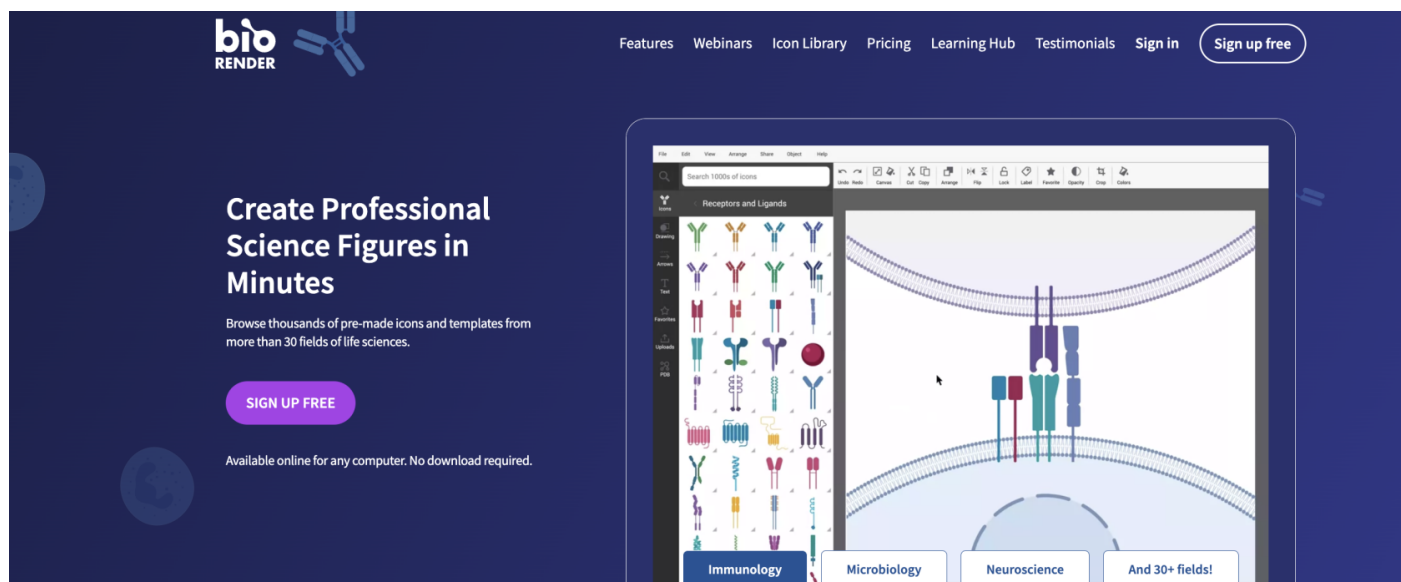 bio
RENDER
Features Webinars Icon Library Pricing Learning Hub Testimonials Sign in Sign up free
Create Professional
Science Figures in
Minutes
Browse thousands of pre-made icons and templates from
more than 30 fields of life sciences.
SIGN UP FREE
Available online for any computer. No download required.
File Edit View Arrange Share Object Help
Search 1000s of icons
Undo Redo Canvas Cut Copy Arrange Flip Lock Label Favorite Opacity Crop Colors
Icons
Receptors and Ligands
Drawing
Arrows
Text
Favorites
Uploads
PDB
Immunology Microbiology Neuroscience And 30+ fields!